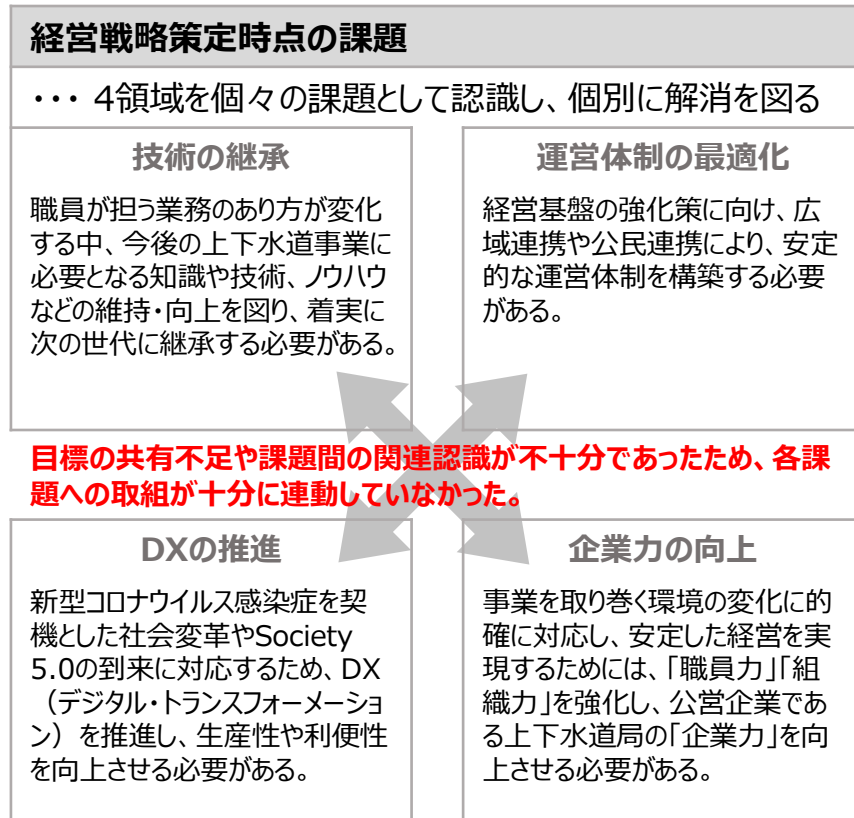 経営戦略策定時点の課題
・・・ 4領域を個々の課題として認識し、個別に解消を図る
技術の継承
職員が担う業務のあり方が変化
する中、今後の上下水道事業に
必要となる知識や技術、ノウハウ
などの維持・向上を図り、着実に
次の世代に継承する必要がある。
運営体制の最適化
経営基盤の強化策に向け、広
域連携や公民連携により、安定
的な運営体制を構築する必要
がある。
目標の共有不足や課題間の関連認識が不十分であったため、各課
題への取組が十分に連動していなかった。
DXの推進
新型コロナウイルス感染症を契
機とした社会変革やSociety
5.0の到来に対応するため、DX
（デジタル・トランスフォーメーショ
ン）を推進し、生産性や利便性
を向上させる必要がある。
企業力の向上
事業を取り巻く環境の変化に的
確に対応し、安定した経営を実
現するためには、「職員力」「組
織力」を強化し、公営企業であ
る上下水道局の「企業力」を向
上させる必要がある。